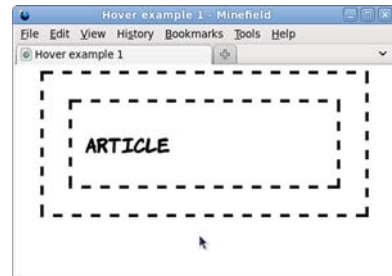 Hover example 1 - Minefield
File Edit View History Bookmarks Tools Help
Hover example 1
ARTICLE